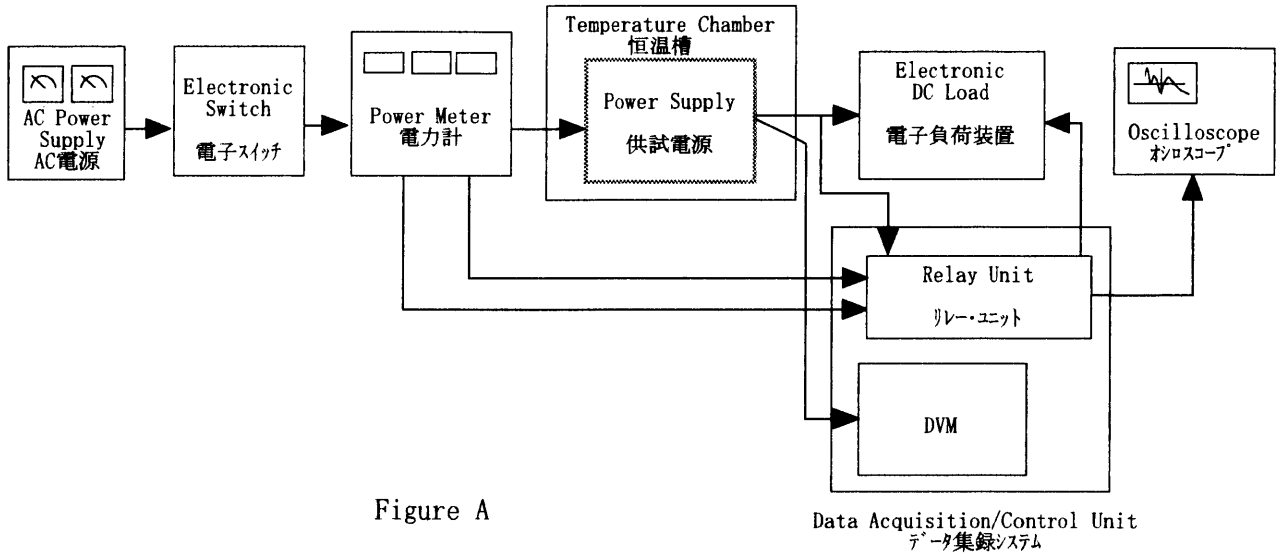 AC Power
Supply
AC電源
Electronic
Switch
電子スイッチ
Power Meter
電力計
Temperature Chamber
恒温槽
Power Supply
供試電源
Electronic
DC Load
電子負荷装置
Oscilloscope
オシロスコープ
Relay Unit
リレー・ユニット
DVM
Data Acquisition/Control Unit
データ集録システム
Figure A